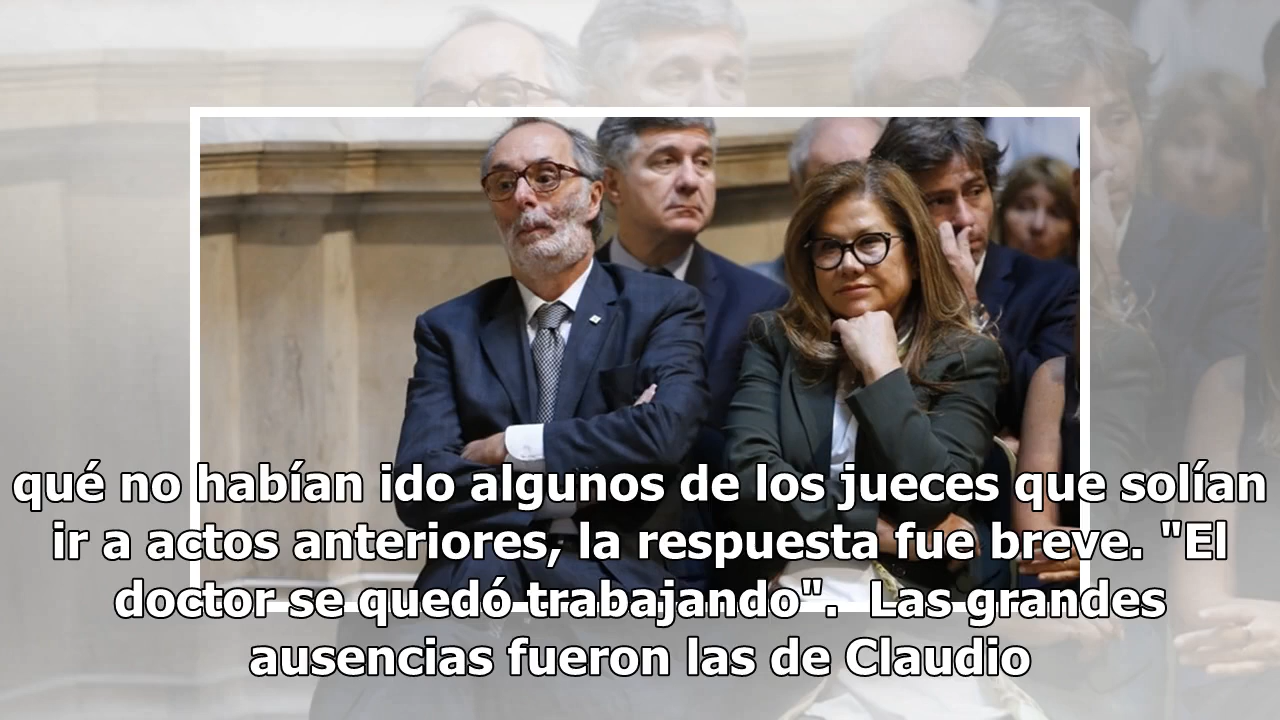 qué no habían ido algunos de los jueces que solían
ir a actos anteriores, la respuesta fue breve. "El
doctor se quedó trabajando".  Las grandes
ausencias fueron las de Claudio